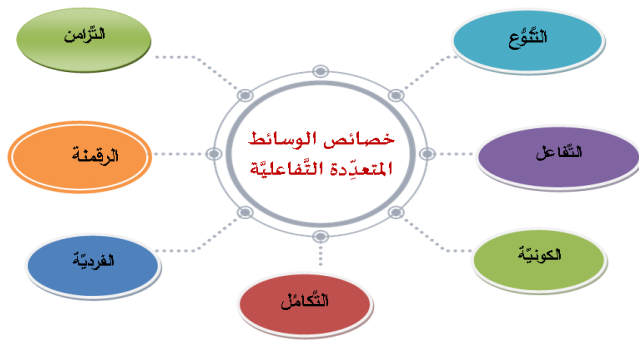 خصائص الوسائط
المتعدِّدة التَّفاعليَّة
التَّنوُّع
التَّفاعل
الكونيَّة
التَّكامُل
الفرديَّة
الرقمنة
التَّزامن